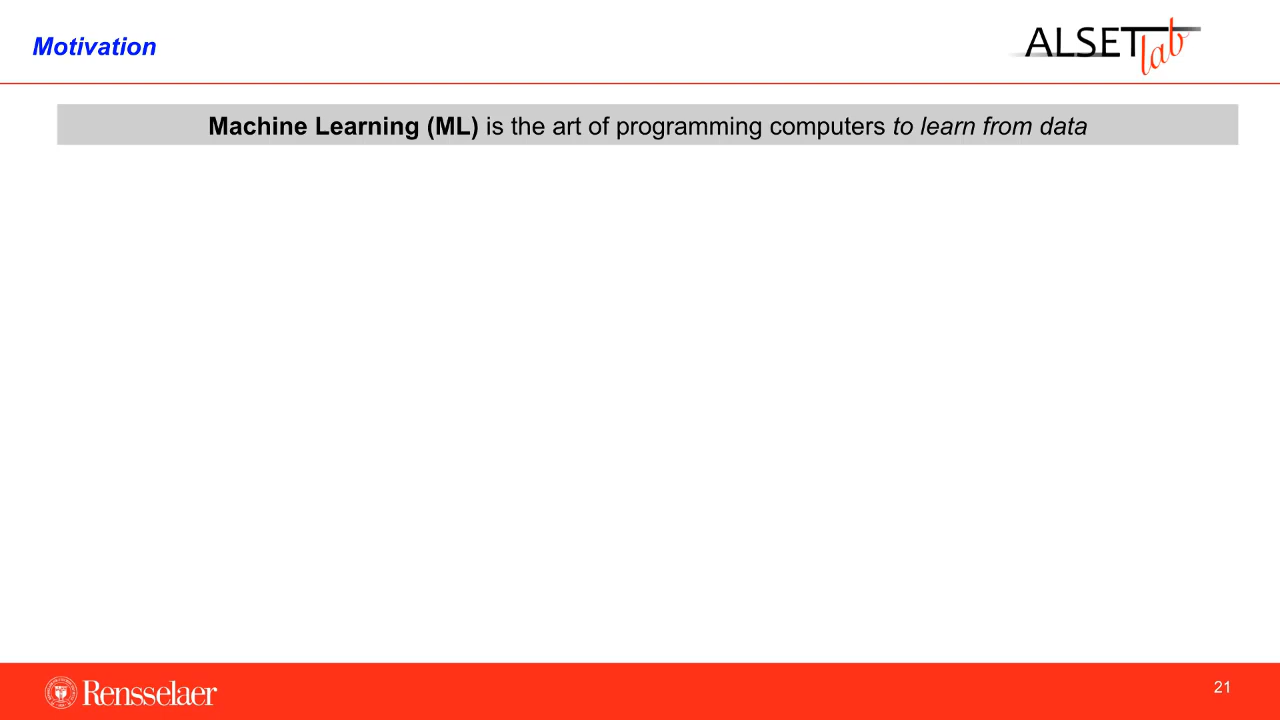 Motivation
ALSET lab
Machine Learning (ML) is the art of programming computers to learn from data
Rensselaer
21